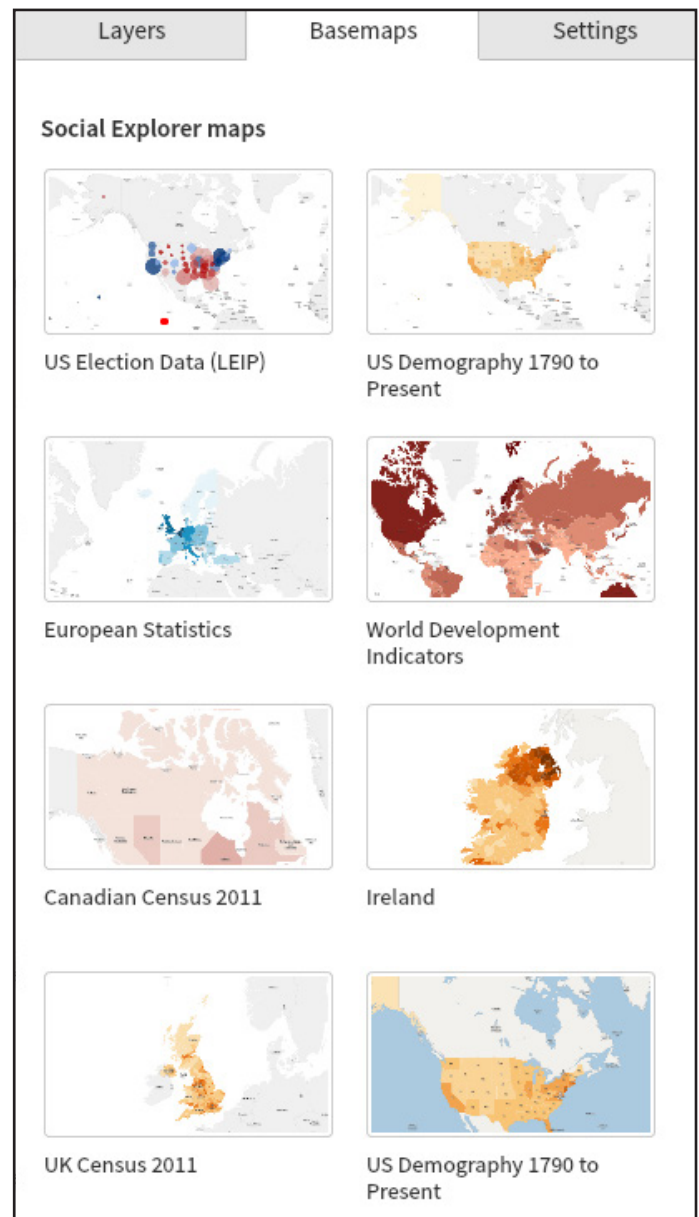 Layers Basemaps Settings
Social Explorer maps
US Election Data (LEIP)
US Demography 1790 to
Present
European Statistics
World Development
Indicators
Canadian Census 2011
Ireland
UK Census 2011
US Demography 1790 to
Present